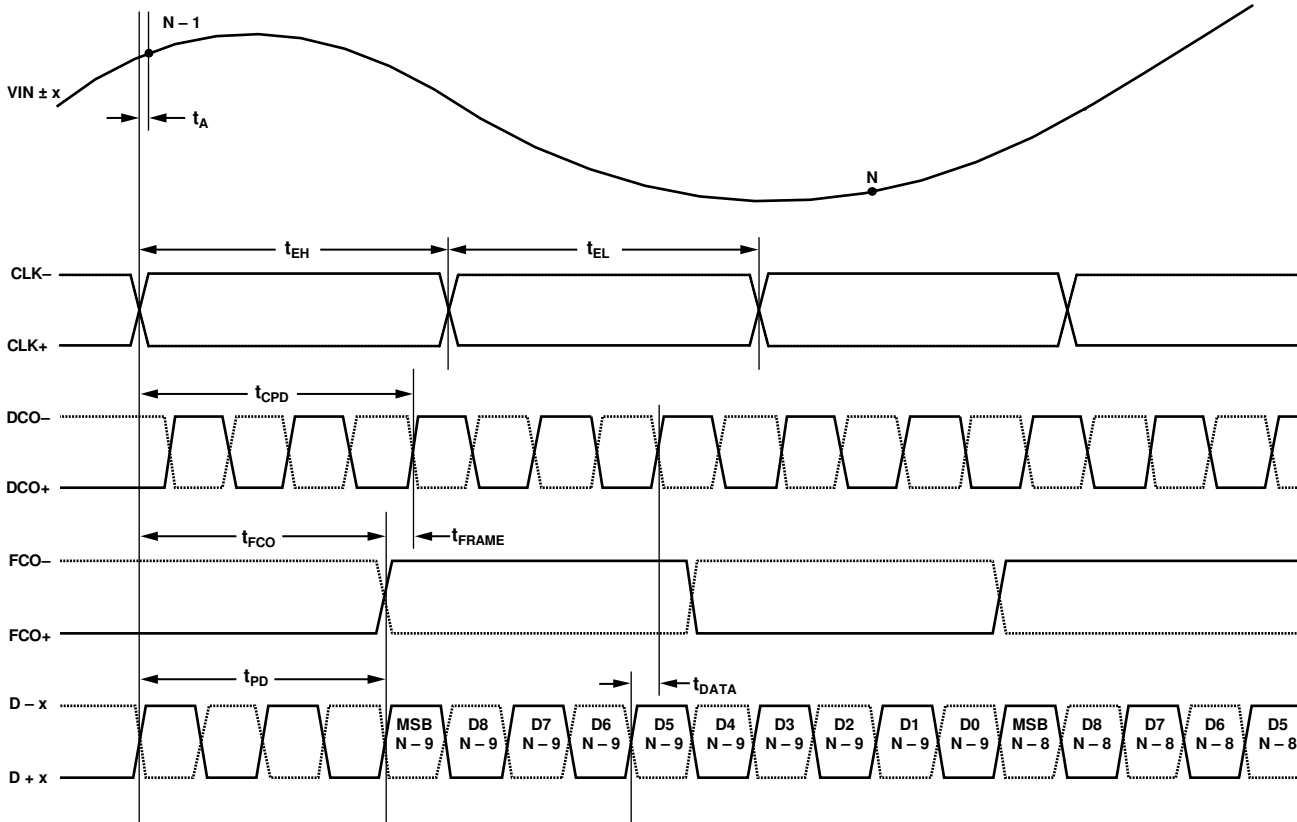 N – 1
VIN ± x
tA
N
tEH
tEL
CLK–
CLK+
tCPD
DCO–
DCO+
tFCO
tFRAME
FCO–
FCO+
tPD
tDATA
D – x
MSB D8 D7 D6 D5 D4 D3 D2 D1 D0 MSB D8 D7 D6 D5
N – 9 N – 9 N – 9 N – 9 N – 9 N – 9 N – 9 N – 9 N – 9 N – 9 N – 8 N – 8 N – 8 N – 8 N – 8
D + x